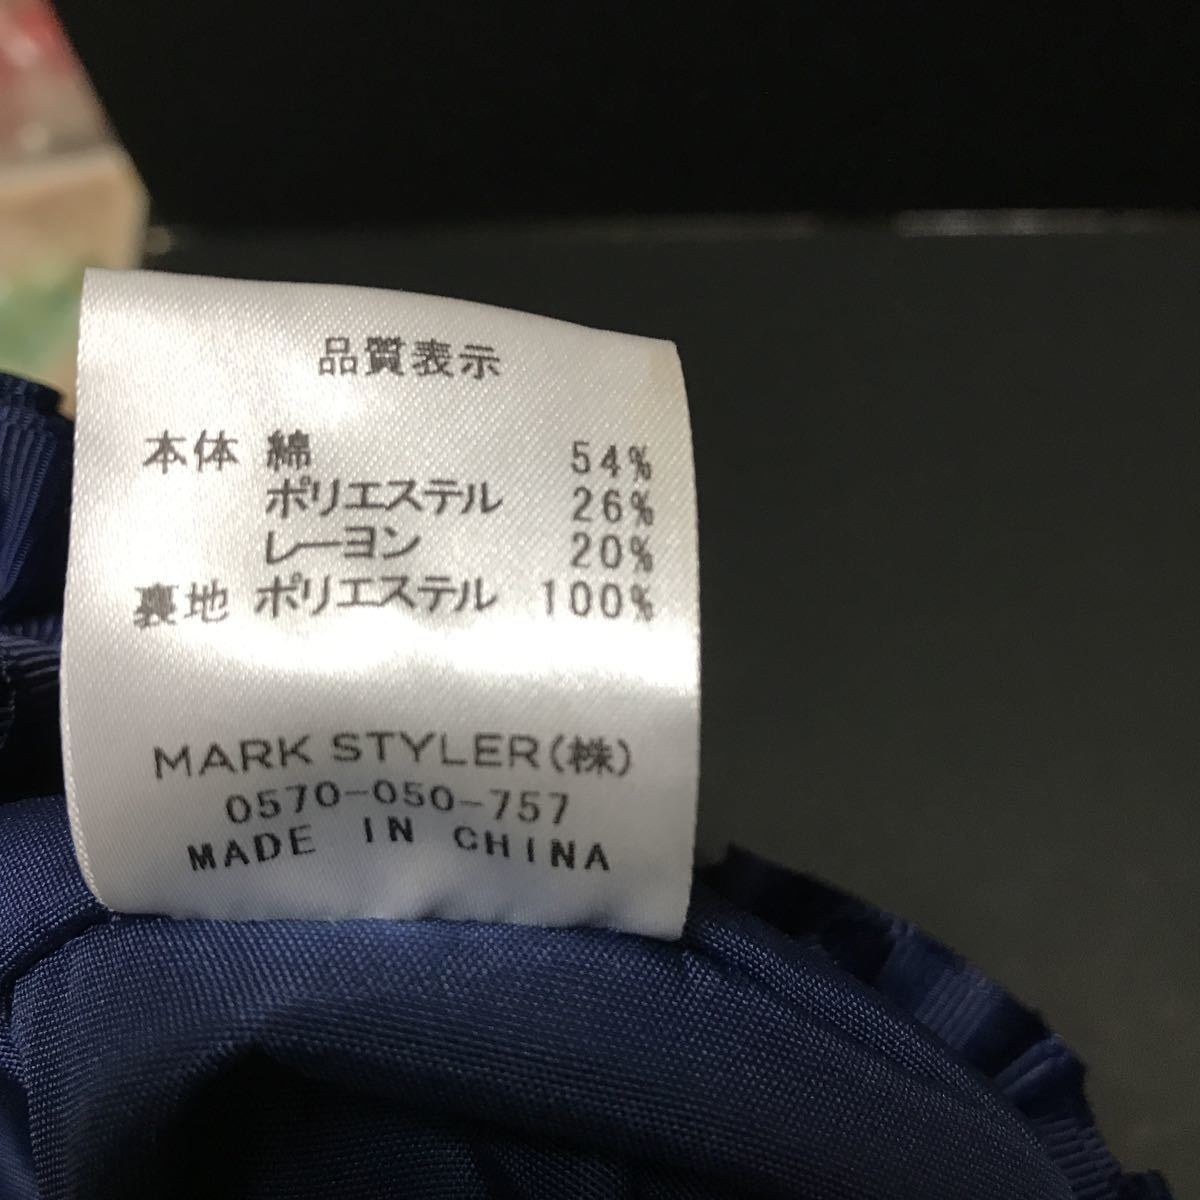 品質表示
本体 綿 54%
ポリエステル 26%
レーヨン 20%
裏地 ポリエステル 100%
MARK STYLER(株)
0570-050-757
MADE IN CHINA